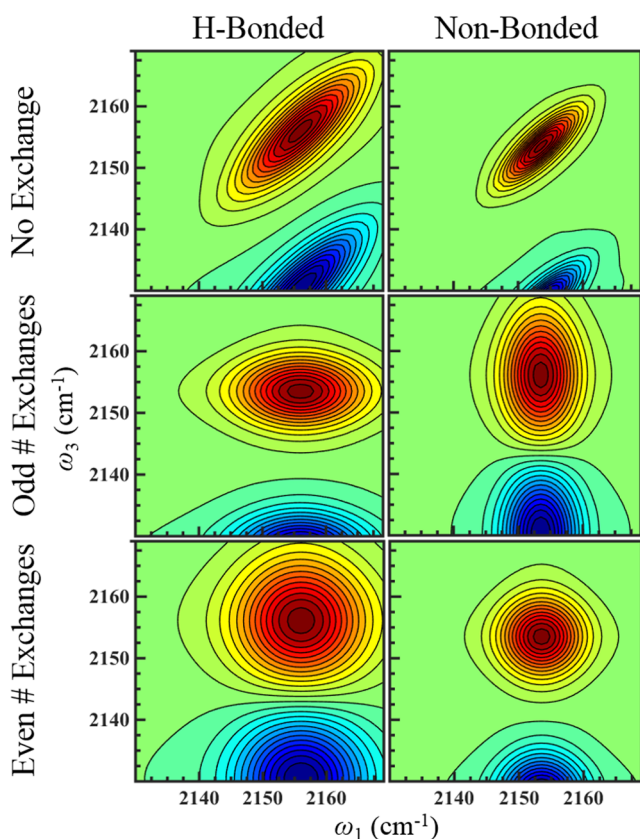 H-Bonded Non-Bonded
No Exchange
2160
2150
2140
Odd # Exchanges
2160
2150
2140
ω₃ (cm⁻¹)
Even # Exchanges
2160
2150
2140
2140 2150 2160 2140 2150 2160
ω₁ (cm⁻¹)